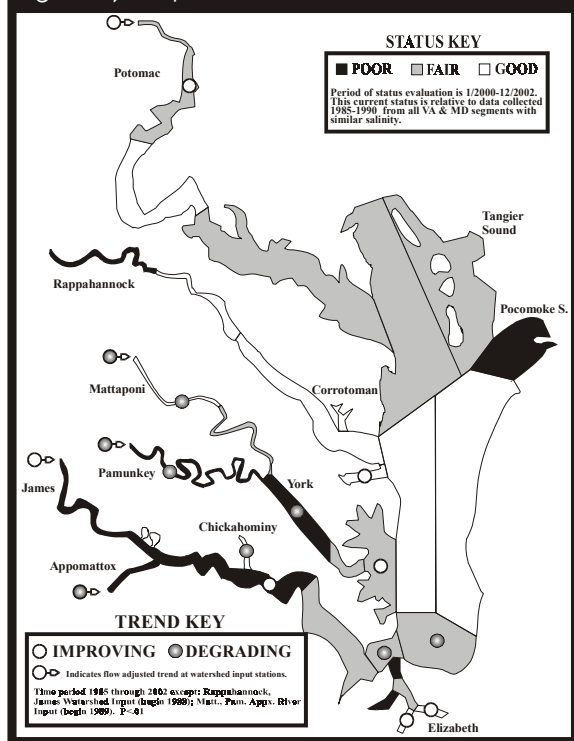 Potomac
STATUS KEY
POOR FAIR GOOD
Period of status evaluation is 1/2000-12/2002.
This current status is relative to data collected
1985-1990 from all VA & MD segments with
similar salinity.
Tangier
Sound
Rappahannock
Pocomoke S.
Mattaponi
Corrotoman
Pamunkey
York
James
Chickahominy
Appomattox
TREND KEY
IMPROVING DEGRADING
Indicates flow adjusted trend at watershed input stations.
Time period 1985 through 2002 except: Rappahannock,
James Watershed Input (begin 1988); Matt., Pam. Appx. River
Input (begin 1989). P<.01
Elizabeth